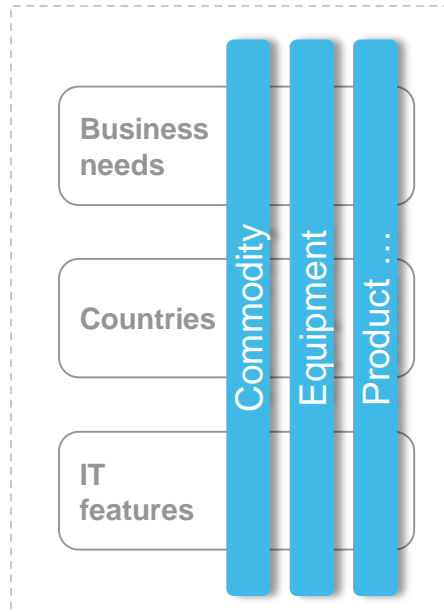 Business
needs
Countries
IT
features
Commodity
Equipment
Product ...